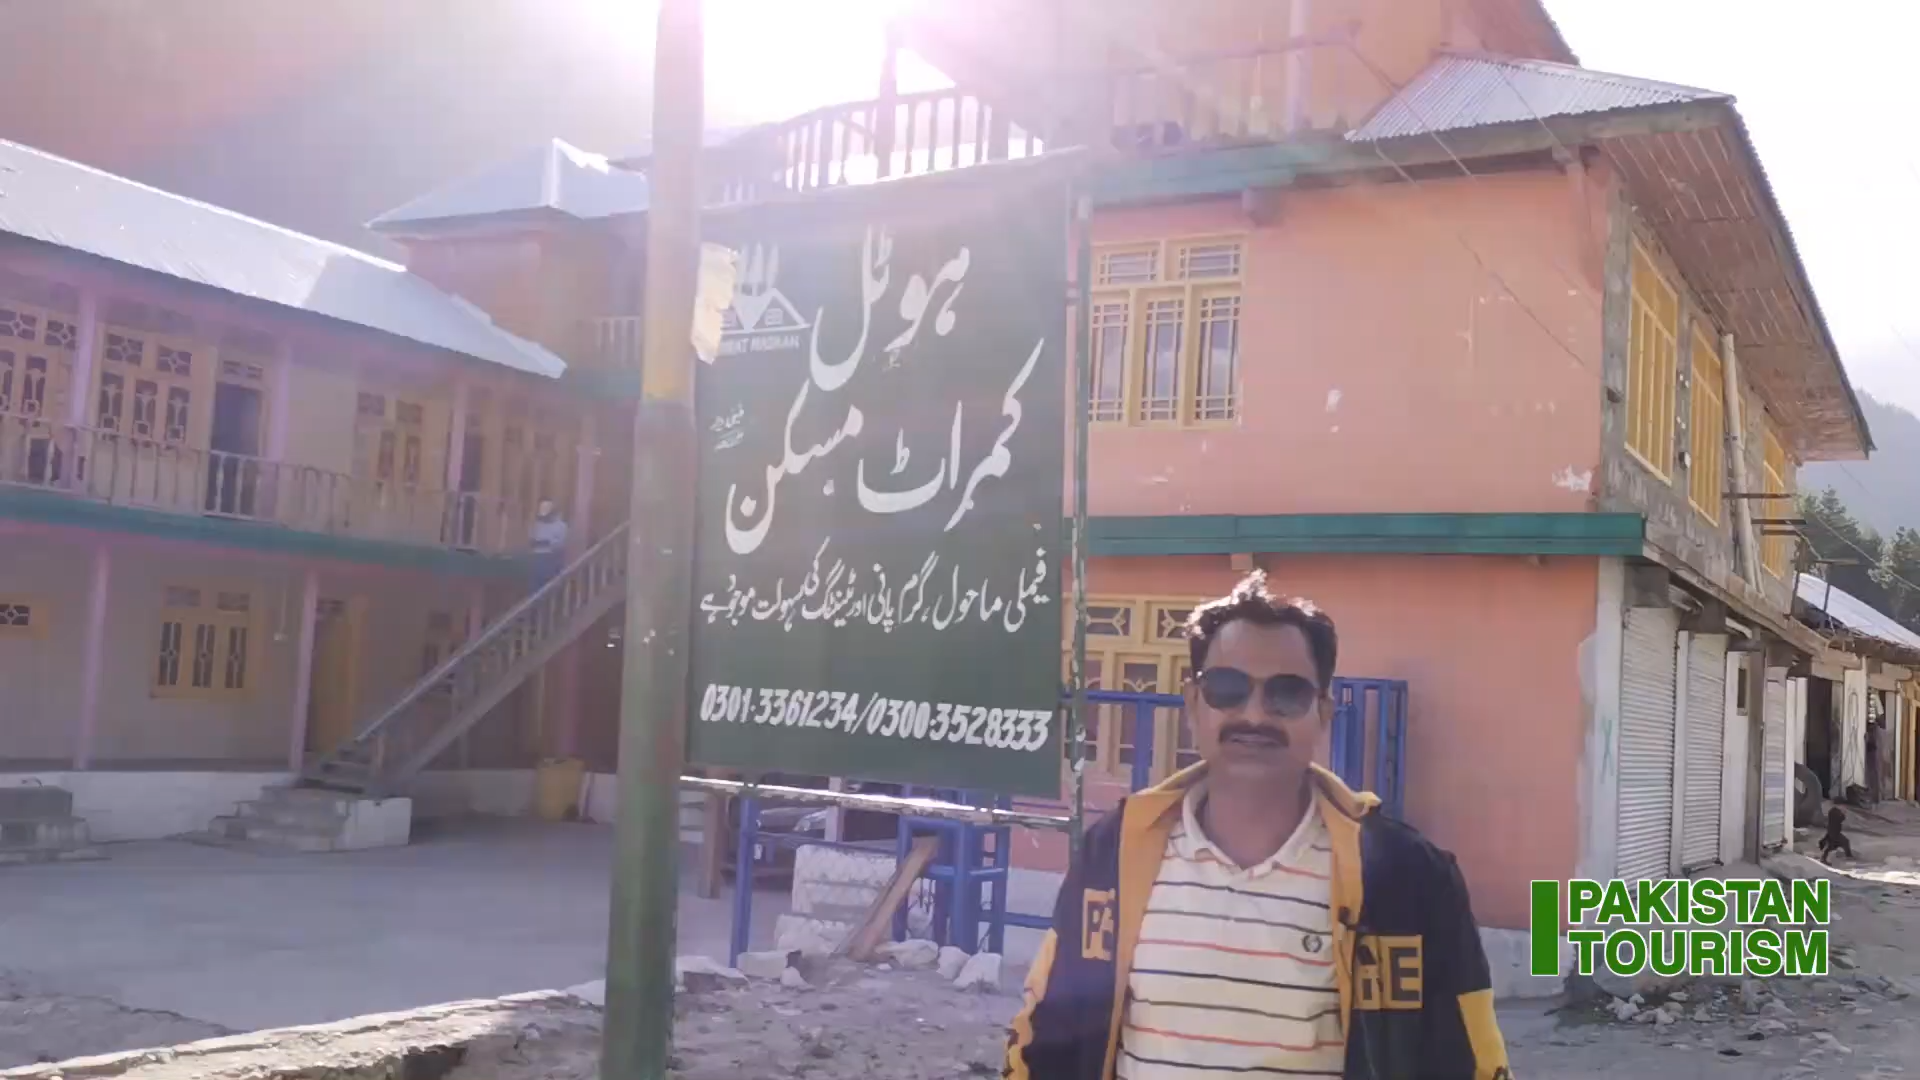 ہوٹل
کمراٹ مسکن
فیملی ماحول، گرم پانی اور ٹینٹنگ کی سہولت موجود ہے
0301-3361234/0300-3528333
PAKISTAN
TOURISM